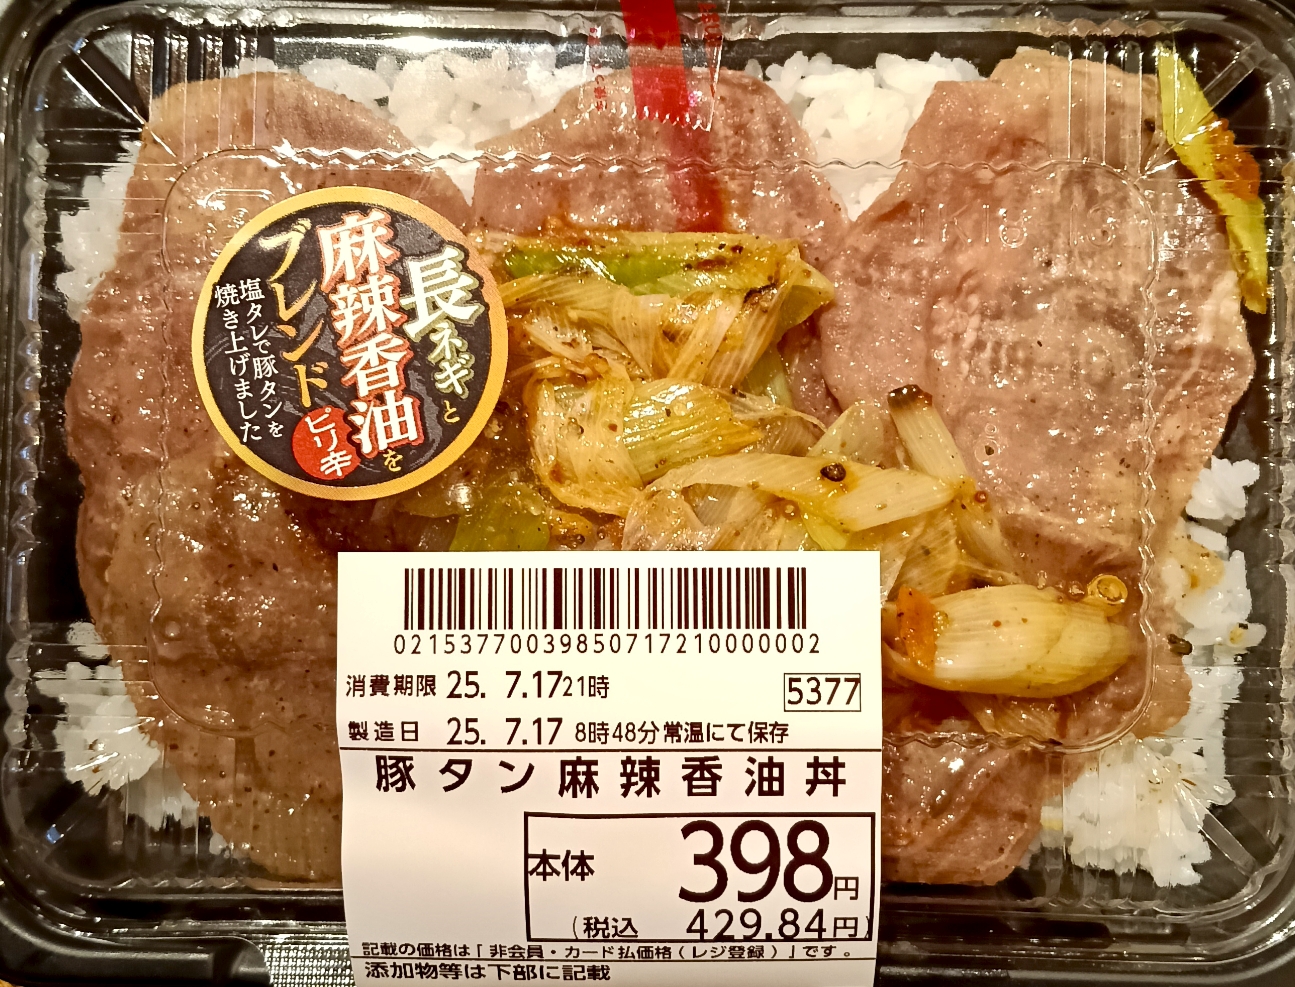 長ネギと
麻辣香油を
ブレンド
ピリ辛
塩タレで豚タンを
焼き上げました
02153770039850717210000002
消費期限 25. 7.17 21時
5377
製造日 25. 7.17 8時48分 常温にて保存
豚タン麻辣香油丼
本体 398円
(税込 429.84円)
記載の価格は「非会員・カード払価格(レジ登録)」です。
添加物等は下部に記載